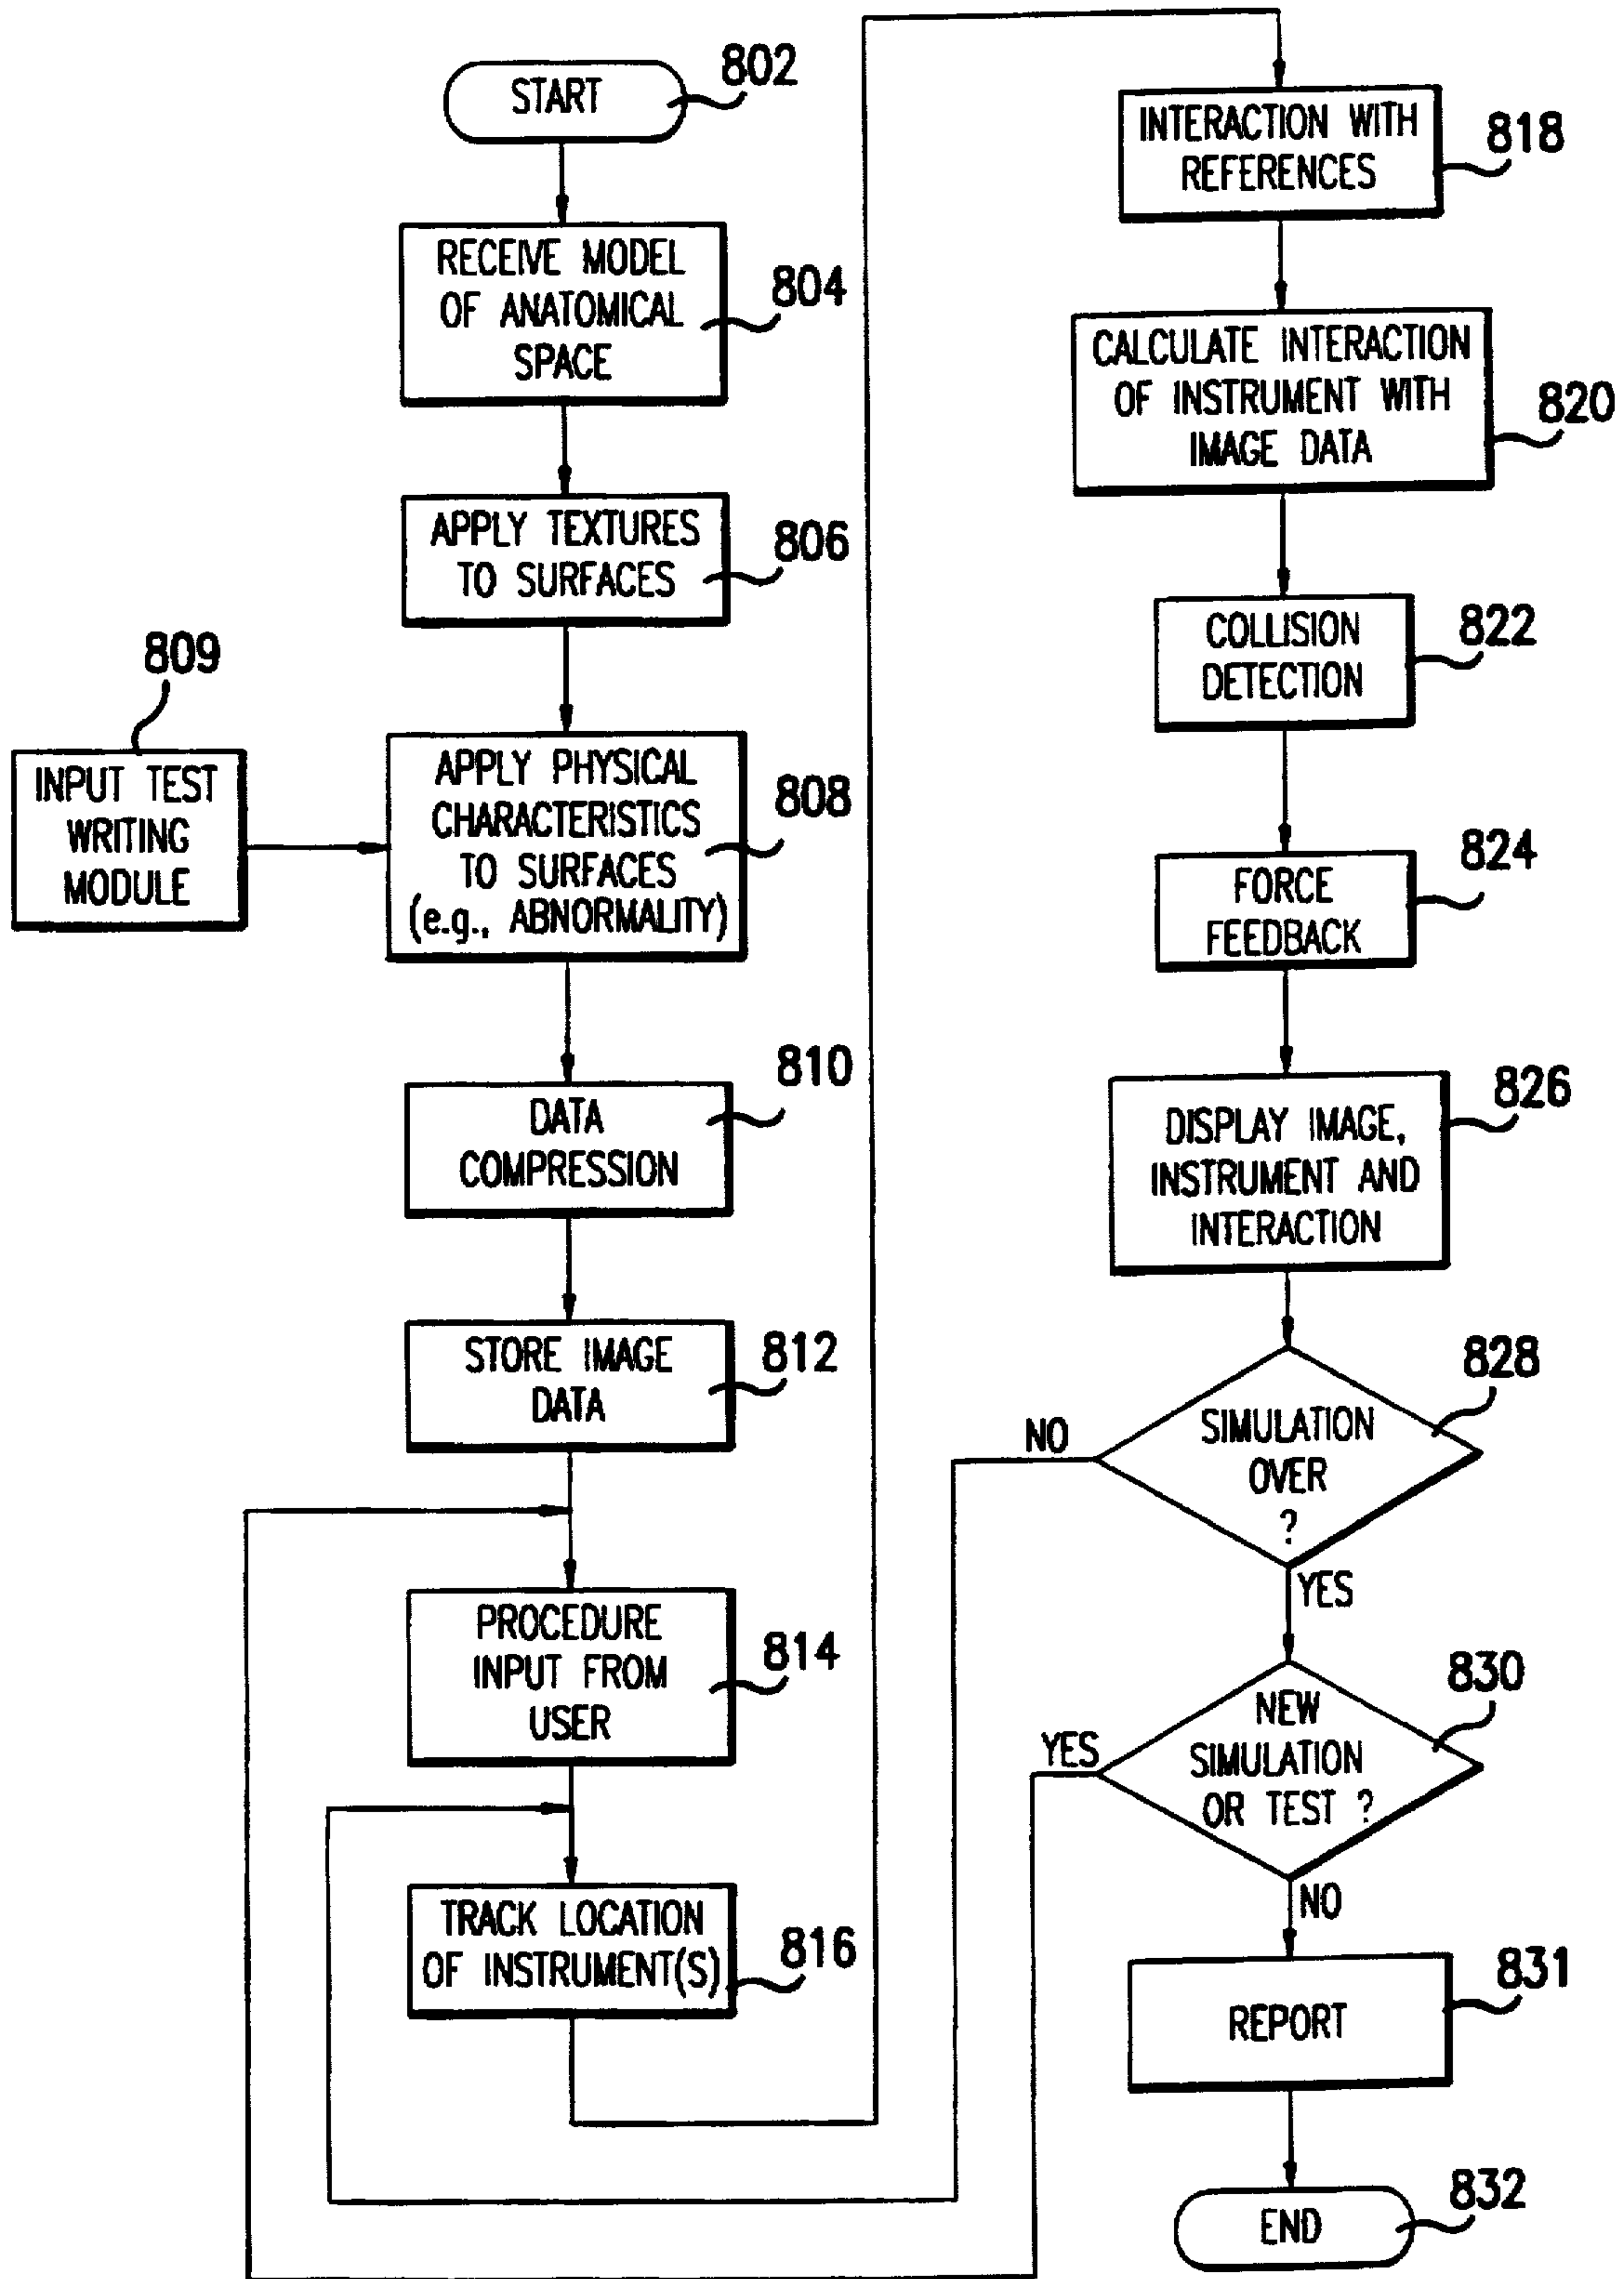 START
802
RECEIVE MODEL
OF ANATOMICAL
SPACE
804
APPLY TEXTURES
TO SURFACES
806
809
INPUT TEST
WRITING
MODULE
APPLY PHYSICAL
CHARACTERISTICS
TO SURFACES
(e.g., ABNORMALITY)
808
DATA
COMPRESSION
810
STORE IMAGE
DATA
812
PROCEDURE
INPUT FROM
USER
814
TRACK LOCATION
OF INSTRUMENT(S)
816
INTERACTION WITH
REFERENCES
818
CALCULATE INTERACTION
OF INSTRUMENT WITH
IMAGE DATA
820
COLLISION
DETECTION
822
FORCE
FEEDBACK
824
DISPLAY IMAGE,
INSTRUMENT AND
INTERACTION
826
SIMULATION
OVER
?
828
NO
YES
NEW
SIMULATION
OR TEST ?
830
YES
NO
REPORT
831
END
832